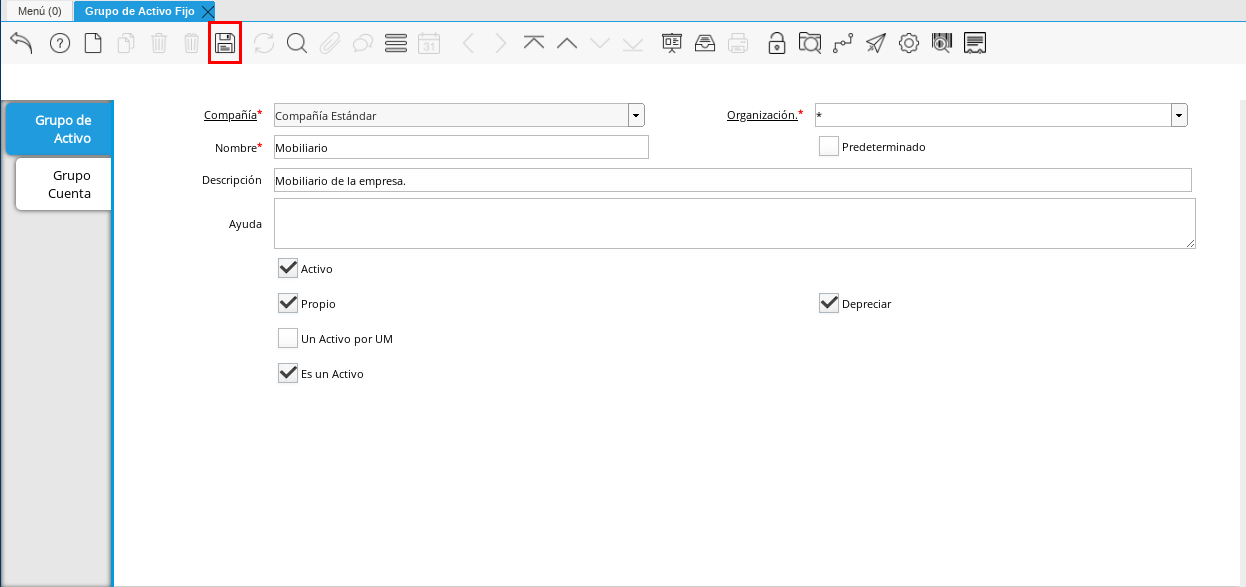 Menú (0) Grupo de Activo Fijo
31
Grupo de
Activo
Grupo
Cuenta
Compañía* Compañía Estándar Organización.* *
Nombre* Mobiliario Predeterminado
Descripción Mobiliario de la empresa.
Ayuda
Activo
Propio Depreciar
Un Activo por UM
Es un Activo